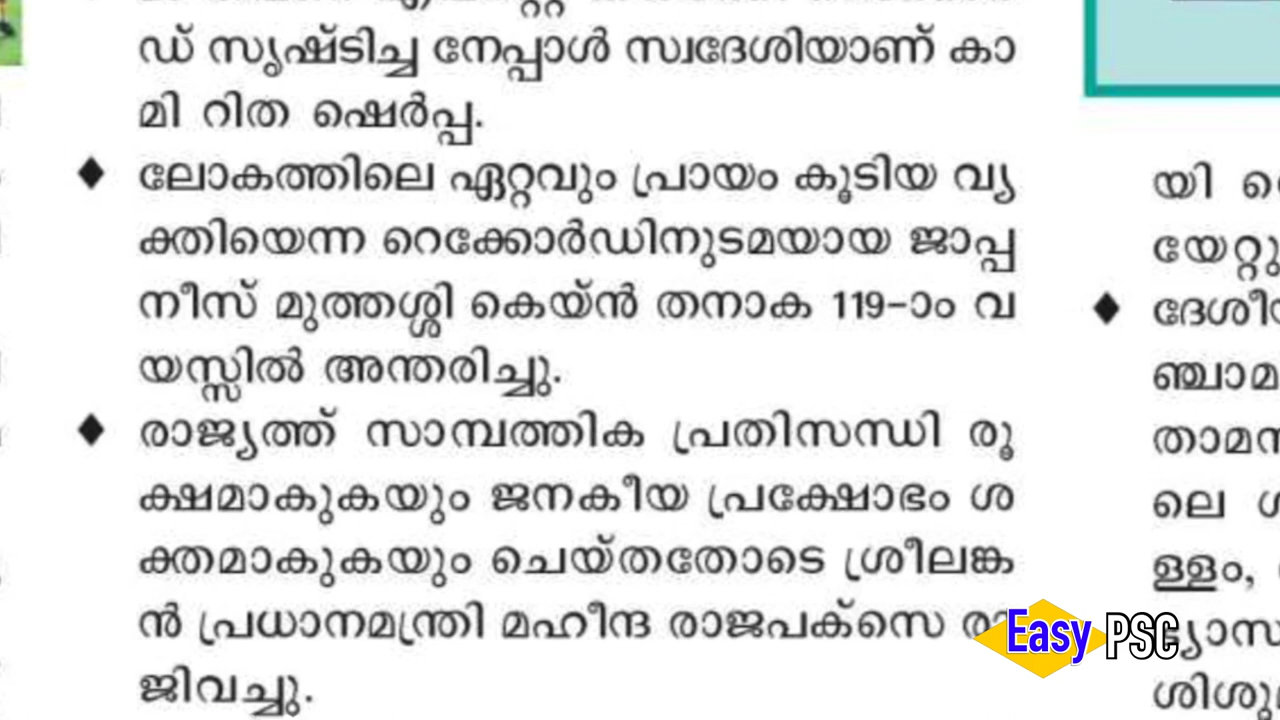 ഡ് സൃഷ്ടിച്ച നേപ്പാൾ സ്വദേശിയാണ് കാ
മി റിത ഷെർപ്പ.
♦ ലോകത്തിലെ ഏറ്റവും പ്രായം കൂടിയ വ്യ
ക്തിയെന്ന റെക്കോർഡിനുടമയായ ജാപ്പ
നീസ് മുത്തശ്ശി കെയ്ൻ തനാക 119-ാം വ
യസ്സിൽ അന്തരിച്ചു.
♦ രാജ്യത്ത് സാമ്പത്തിക പ്രതിസന്ധി രൂ
ക്ഷമാകുകയും ജനകീയ പ്രക്ഷോഭം ശ
ക്തമാകുകയും ചെയ്തതോടെ ശ്രീലങ്ക
ൻ പ്രധാനമന്ത്രി മഹീന്ദ രാജപക്സെ രാ
ജിവച്ചു.
യി
യേറ്റു
♦ ദേശീയ
ഞ്ചാമ
താമസ
ലെ
ള്ളം,
ശിശു
Easy PSC